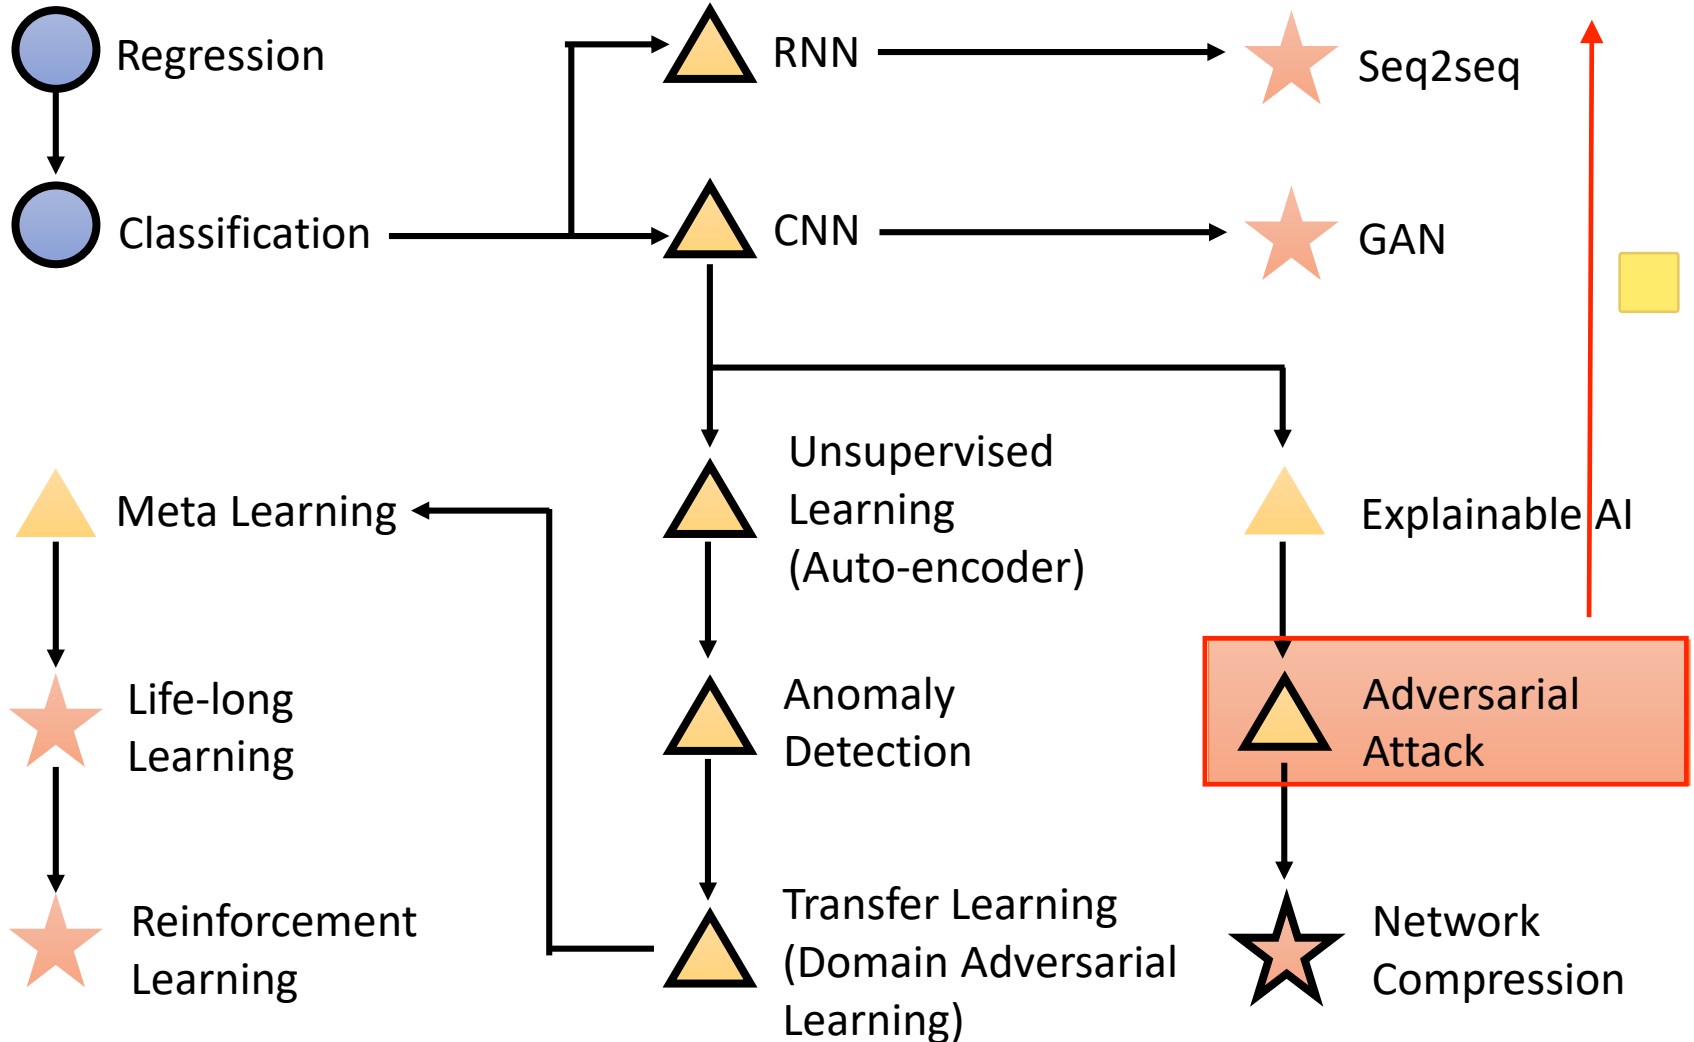 Regression
RNN
Seq2seq
Classification
CNN
GAN
Meta Learning
Unsupervised
Learning
(Auto-encoder)
Explainable AI
Life-long
Learning
Anomaly
Detection
Adversarial
Attack
Reinforcement
Learning
Transfer Learning
(Domain Adversarial
Learning)
Network
Compression